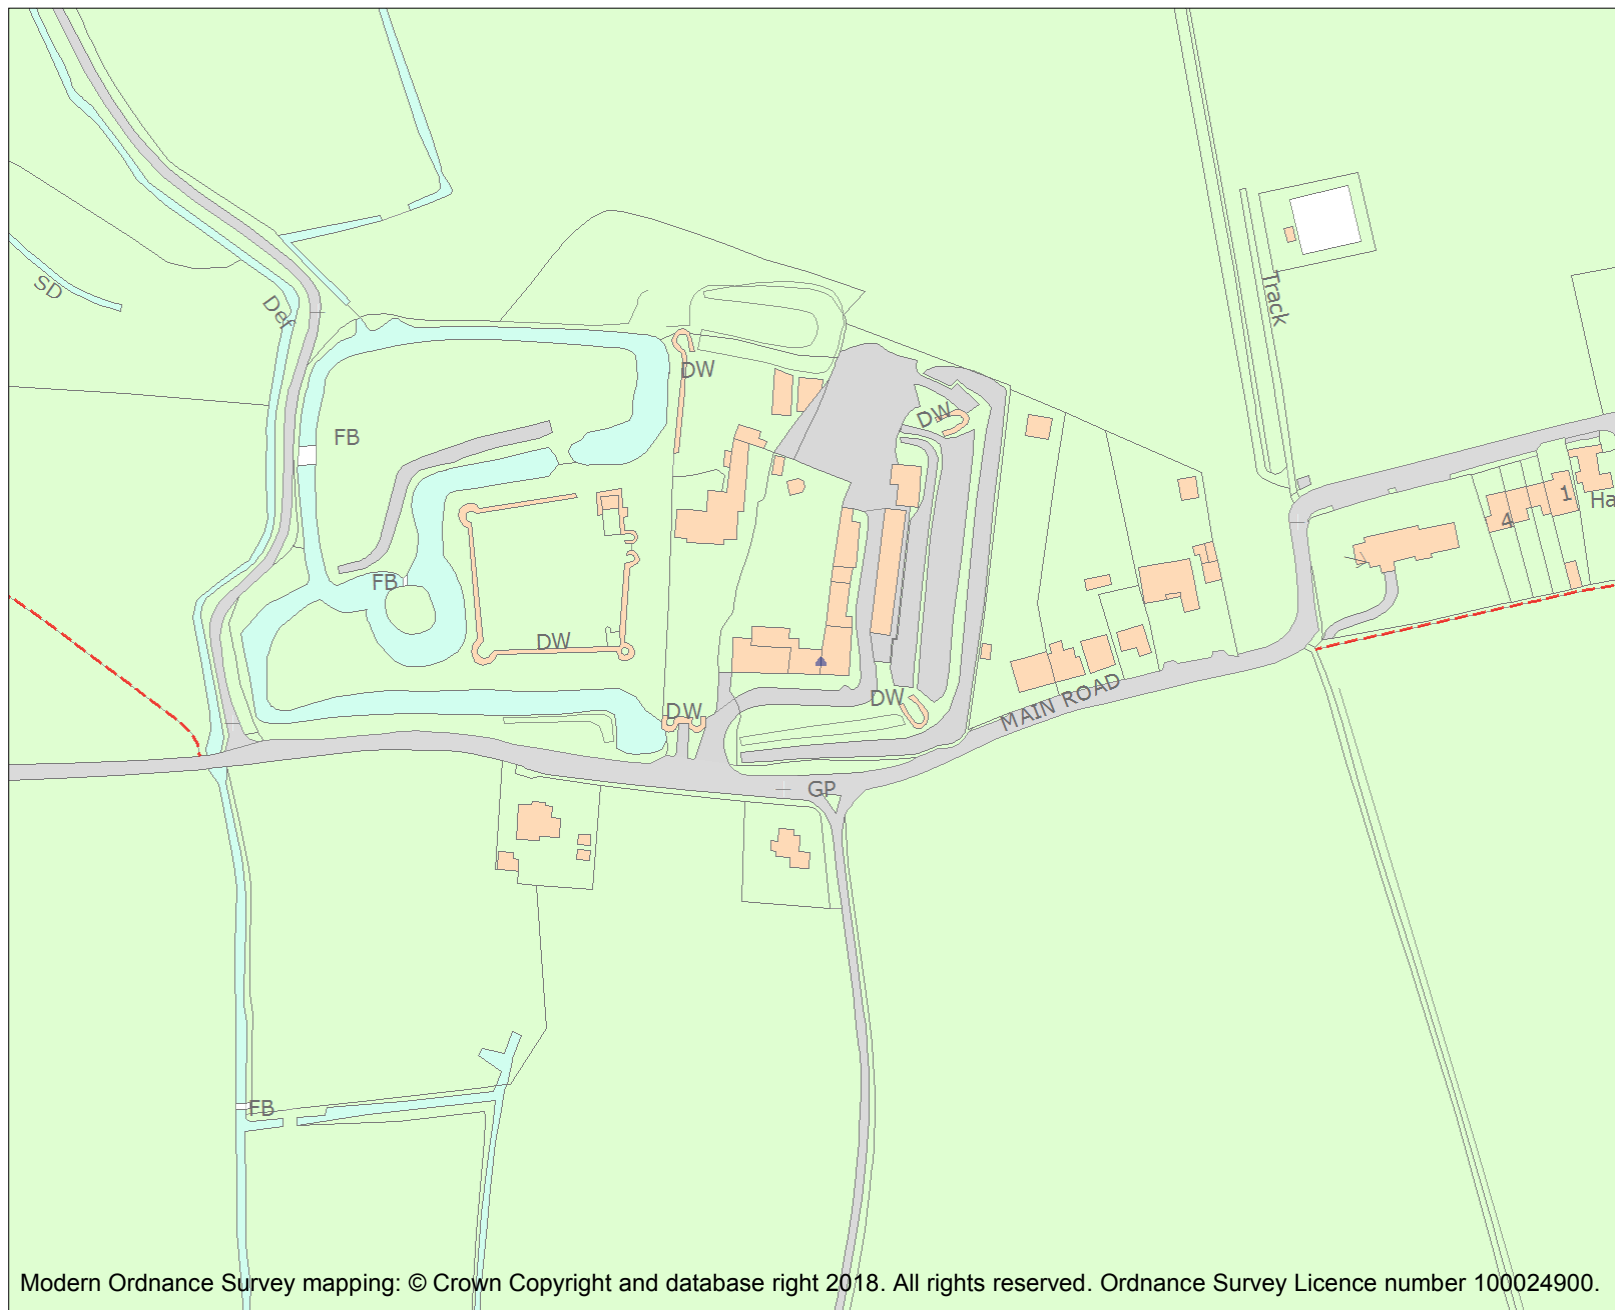 SD
Def
Track
DW
DW
FB
1
Ha
4
FB
DW
DW
DW
MAIN ROAD
GP
FB
Modern Ordnance Survey mapping: © Crown Copyright and database right 2018. All rights reserved. Ordnance Survey Licence number 100024900.